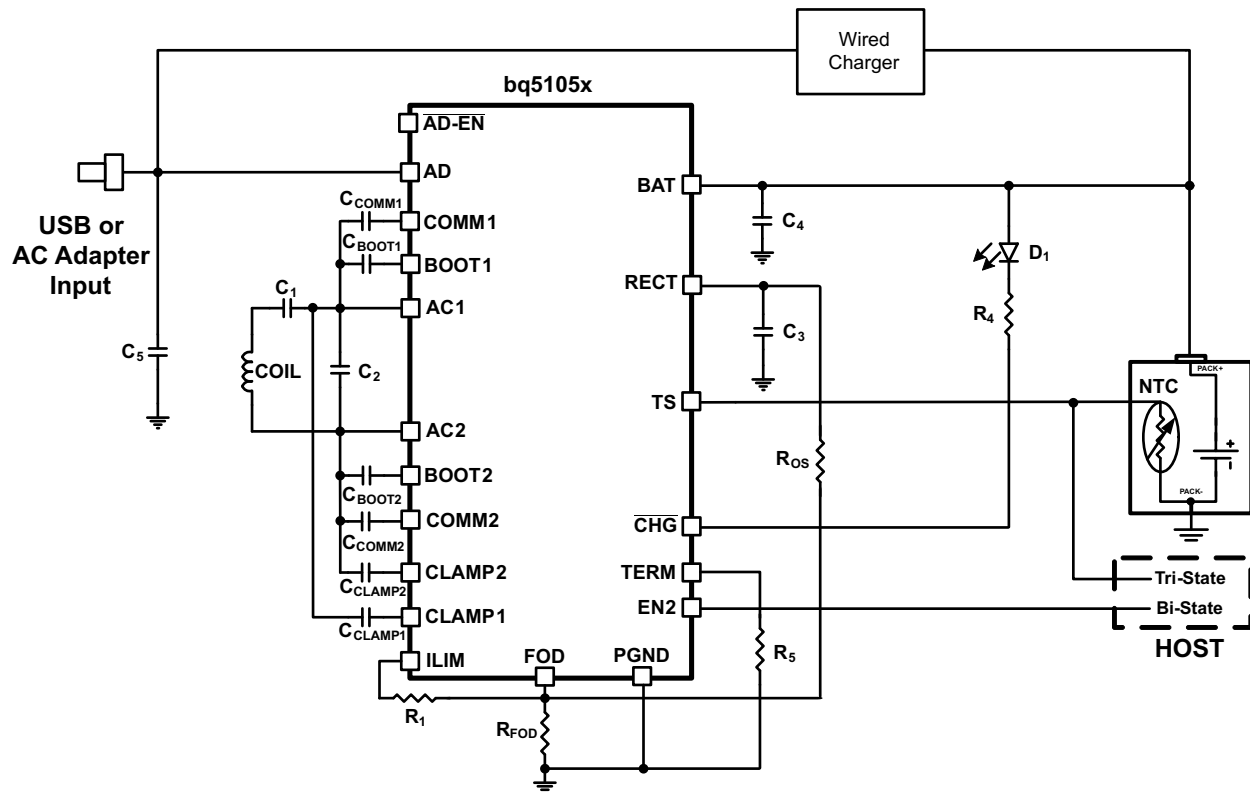 Wired
Charger
bq5105x
AD-EN
AD
USB or
AC Adapter
Input
C5
CCOMM1
COMM1
CBOOT1
BOOT1
C1
AC1
COIL
C2
AC2
BOOT2
CBOOT2
COMM2
CCOMM2
CLAMP2
CCLAMP2
CLAMP1
CCLAMP1
ILIM
FOD
PGND
R1
RFOD
BAT
C4
D1
RECT
C3
R4
TS
ROS
CHG
TERM
EN2
R5
PACK+
NTC
+
-
PACK-
Tri-State
Bi-State
HOST